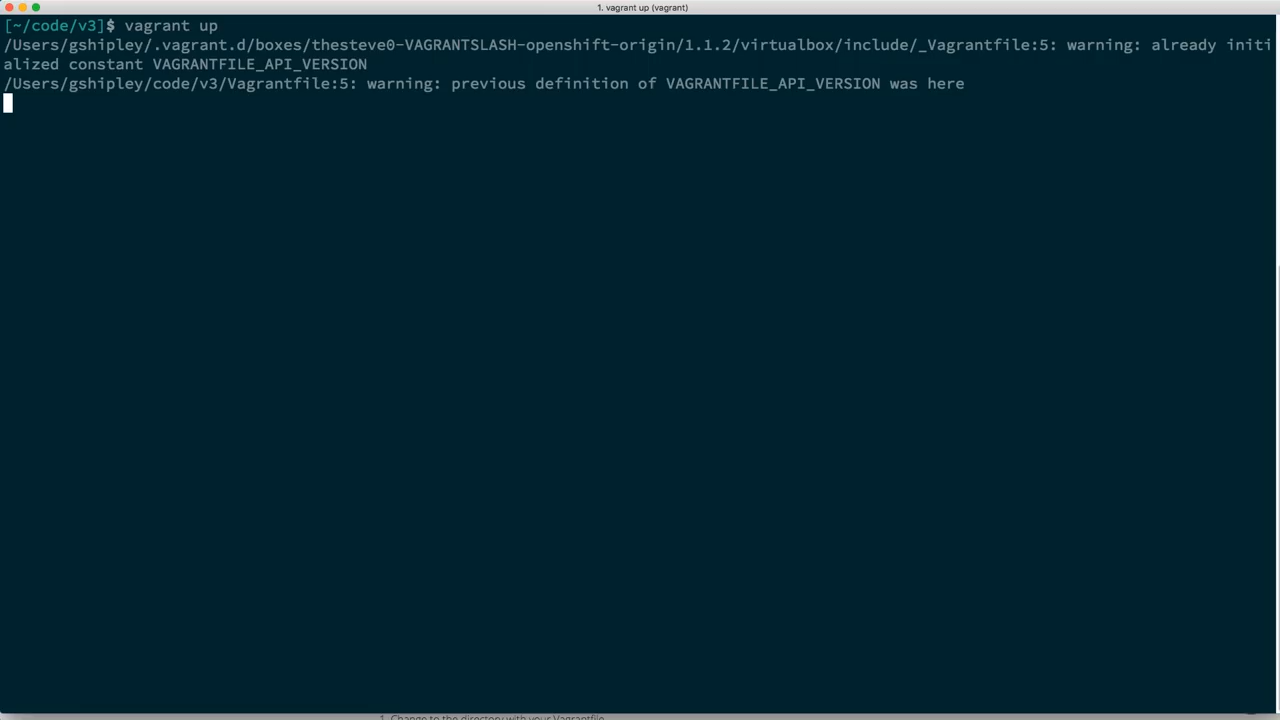 1. vagrant up (vagrant)
[~/code/v3]$ vagrant up
/Users/gshipley/.vagrant.d/boxes/thesteve0-VAGRANTSLASH-openshift-origin/1.1.2/virtualbox/include/_Vagrantfile:5: warning: already initi
alized constant VAGRANTFILE_API_VERSION
/Users/gshipley/code/v3/Vagrantfile:5: warning: previous definition of VAGRANTFILE_API_VERSION was here
1. Change to the directory with your Vagrantfile